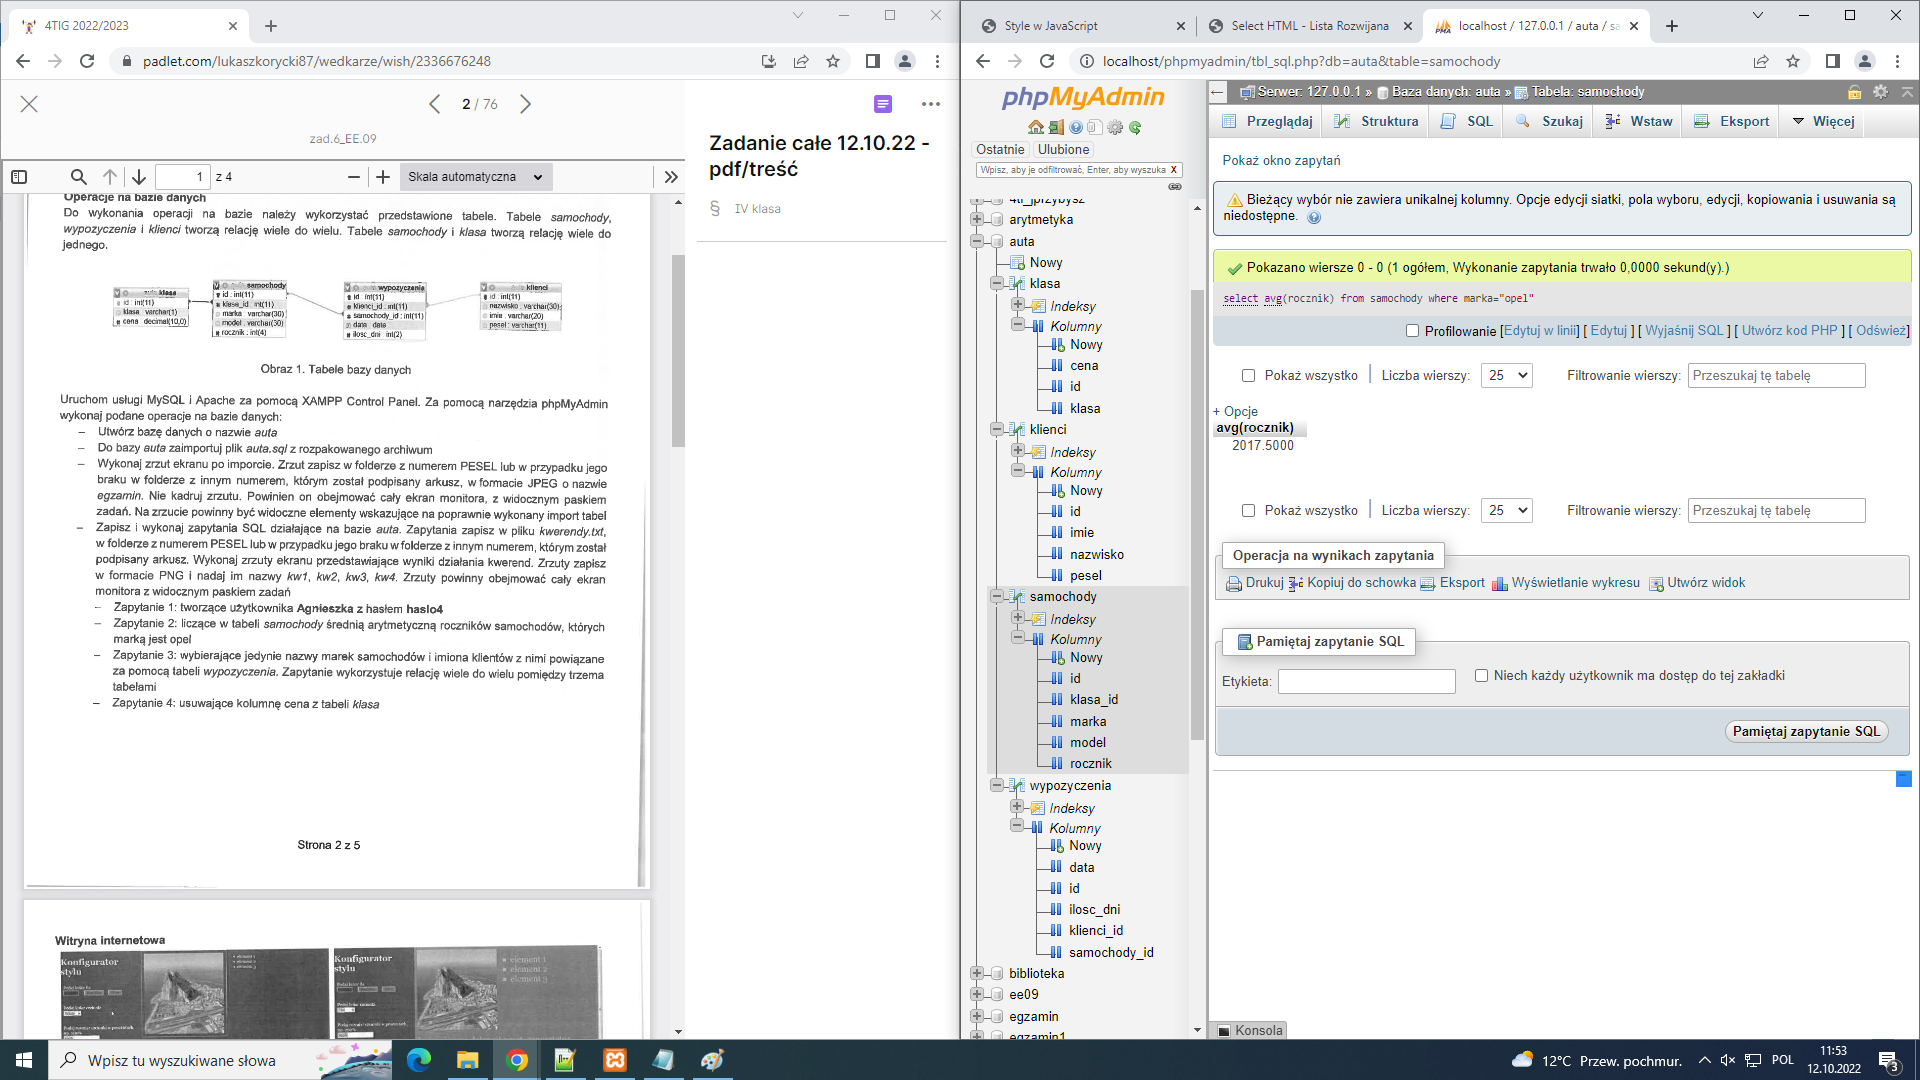 4TIG 2022/2023
padlet.com/lukaszkorycki87/wedkarze/wish/2336676248
2 / 76
zad.6_EE.09
1 z 4
Skala automatyczna
Operacje na bazie danych
Do wykonania operacji na bazie należy wykorzystać przedstawione tabele. Tabele samochody,
wypozyczenia i klienci tworzą relację wiele do wielu. Tabele samochody i klasa tworzą relację wiele do
jednego.
klasa
id : int(11)
klasa : varchar(1)
cena : decimal(10,0)
samochody
id : int(11)
klasa_id : int(11)
marka : varchar(30)
model : varchar(30)
rocznik : int(4)
wypozyczenia
id : int(11)
klienci_id : int(11)
samochody_id : int(11)
data : date
ilosc_dni : int(2)
klienci
id : int(11)
nazwisko : varchar(30)
imie : varchar(20)
pesel : varchar(11)
Obraz 1. Tabele bazy danych
Uruchom usługi MySQL i Apache za pomocą XAMPP Control Panel. Za pomocą narzędzia phpMyAdmin
wykonaj podane operacje na bazie danych:
– Utwórz bazę danych o nazwie auta
– Do bazy auta zaimportuj plik auta.sql z rozpakowanego archiwum
– Wykonaj zrzut ekranu po imporcie. Zrzut zapisz w folderze z numerem PESEL lub w przypadku jego
braku w folderze z innym numerem, którym został podpisany arkusz, w formacie JPEG o nazwie
egzamin. Nie kadruj zrzutu. Powinien on obejmować cały ekran monitora, z widocznym paskiem
zadań. Na zrzucie powinny być widoczne elementy wskazujące na poprawnie wykonany import tabel
– Zapisz i wykonaj zapytania SQL działające na bazie auta. Zapytania zapisz w pliku kwerendy.txt,
w folderze z numerem PESEL lub w przypadku jego braku w folderze z innym numerem, którym został
podpisany arkusz. Wykonaj zrzuty ekranu przedstawiające wyniki działania kwerend. Zrzuty zapisz
w formacie PNG i nadaj im nazwy kw1, kw2, kw3, kw4. Zrzuty powinny obejmować cały ekran
monitora z widocznym paskiem zadań
– Zapytanie 1: tworzące użytkownika Agnieszka z hasłem haslo4
– Zapytanie 2: liczące w tabeli samochody średnią arytmetyczną roczników samochodów, których
marką jest opel
– Zapytanie 3: wybierające jedynie nazwy marek samochodów i imiona klientów z nimi powiązane
za pomocą tabeli wypozyczenia. Zapytanie wykorzystuje relację wiele do wielu pomiędzy trzema
tabelami
– Zapytanie 4: usuwające kolumnę cena z tabeli klasa
Strona 2 z 5
Witryna internetowa
Konfigurator
stylu
element 1
element 2
element 3
Konfigurator
stylu
element 1
element 2
element 3
Zadanie całe 12.10.22 -
pdf/treść
§ IV klasa
Style w JavaScript
Select HTML - Lista Rozwijana
localhost / 127.0.0.1 / auta / sa
localhost/phpmyadmin/tbl_sql.php?db=auta&table=samochody
phpMyAdmin
Ostatnie Ulubione
Wpisz, aby je odfiltrować, Enter, aby wyszuka X
4ti_jprzybysz
arytmetyka
auta
Nowy
klasa
Indeksy
Kolumny
Nowy
cena
id
klasa
klienci
Indeksy
Kolumny
Nowy
id
imie
nazwisko
pesel
samochody
Indeksy
Kolumny
Nowy
id
klasa_id
marka
model
rocznik
wypozyczenia
Indeksy
Kolumny
Nowy
data
id
ilosc_dni
klienci_id
samochody_id
biblioteka
ee09
egzamin
egzamin1
Serwer: 127.0.0.1 » Baza danych: auta » Tabela: samochody
Przeglądaj Struktura SQL Szukaj Wstaw Eksport Więcej
Pokaż okno zapytań
Bieżący wybór nie zawiera unikalnej kolumny. Opcje edycji siatki, pola wyboru, edycji, kopiowania i usuwania są
niedostępne.
Pokazano wiersze 0 - 0 (1 ogółem, Wykonanie zapytania trwało 0,0000 sekund(y).)
select avg(rocznik) from samochody where marka="opel"
Profilowanie [Edytuj w linii] [ Edytuj ] [ Wyjaśnij SQL ] [ Utwórz kod PHP ] [ Odśwież]
Pokaż wszystko Liczba wierszy: 25 Filtrowanie wierszy: Przeszukaj tę tabelę
+ Opcje
avg(rocznik)
2017.5000
Pokaż wszystko Liczba wierszy: 25 Filtrowanie wierszy: Przeszukaj tę tabelę
Operacja na wynikach zapytania
Drukuj Kopiuj do schowka Eksport Wyświetlanie wykresu Utwórz widok
Pamiętaj zapytanie SQL
Etykieta: Niech każdy użytkownik ma dostęp do tej zakładki
Pamiętaj zapytanie SQL
Konsola
Wpisz tu wyszukiwane słowa
12°C Przew. pochmur.
POL
11:53
12.10.2022
3